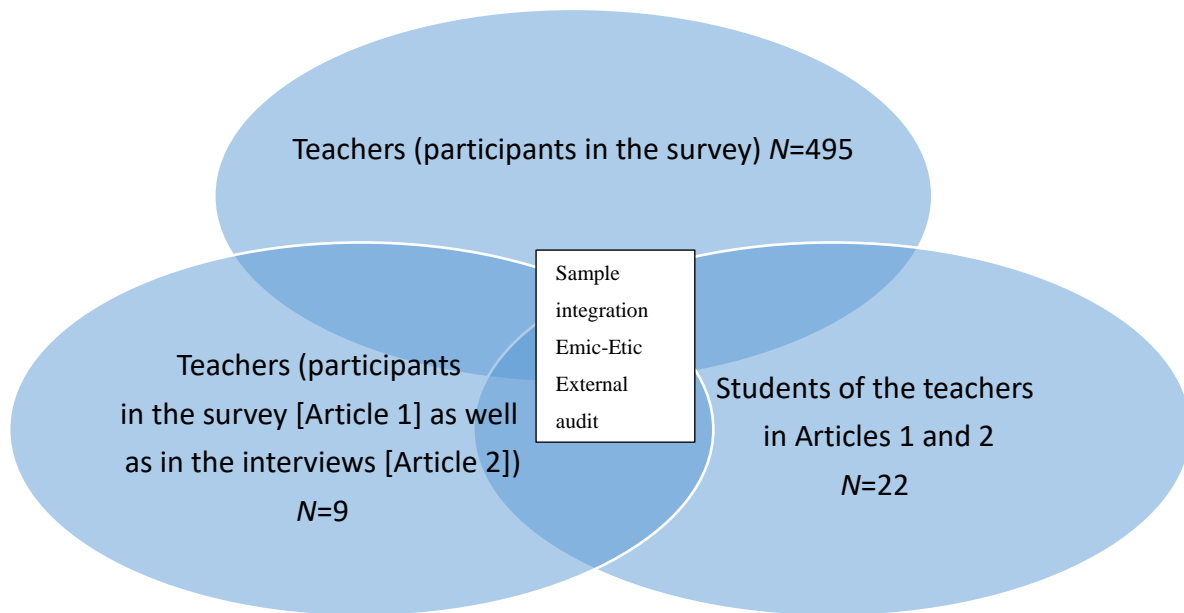 Teachers (participants in the survey) N=495
Sample
integration
Emic-Etic
External
audit
Teachers (participants
in the survey [Article 1] as well
as in the interviews [Article 2])
N=9
Students of the teachers
in Articles 1 and 2
N=22